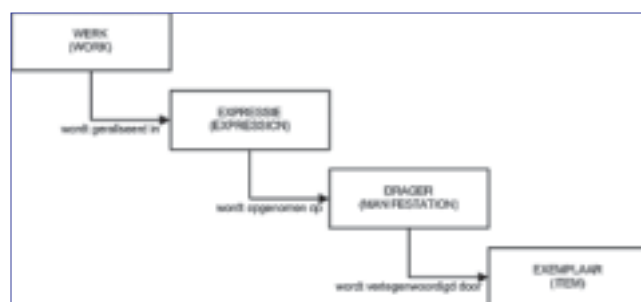 WERK
(WORK)
EXPRESSIE
(EXPRESSION)
wordt gerealiseerd in
DRAGER
(MANIFESTATION)
wordt opgenomen op
EXEMPLAAR
(ITEM)
wordt vertegenwoordigd door